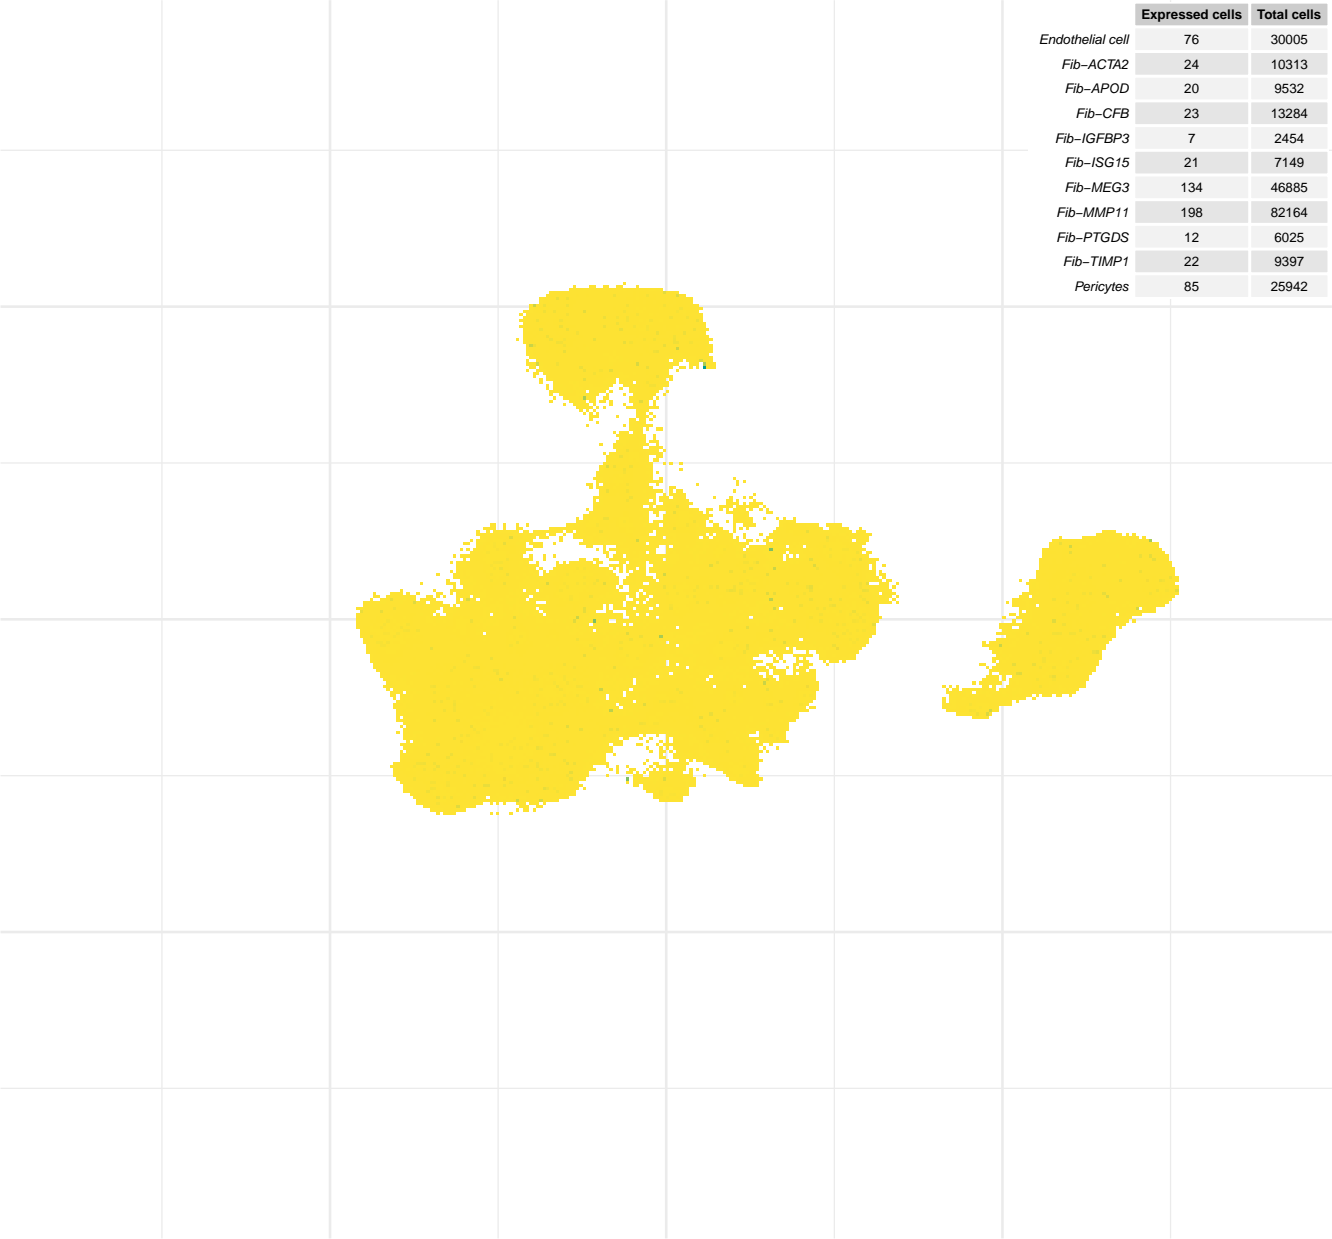 Expressed cells Total cells
Endothelial cell 76 30005
Fib−ACTA2 24 10313
Fib−APOD 20 9532
Fib−CFB 23 13284
Fib−IGFBP3 7 2454
Fib−ISG15 21 7149
Fib−MEG3 134 46885
Fib−MMP11 198 82164
Fib−PTGDS 12 6025
Fib−TIMP1 22 9397
Pericytes 85 25942